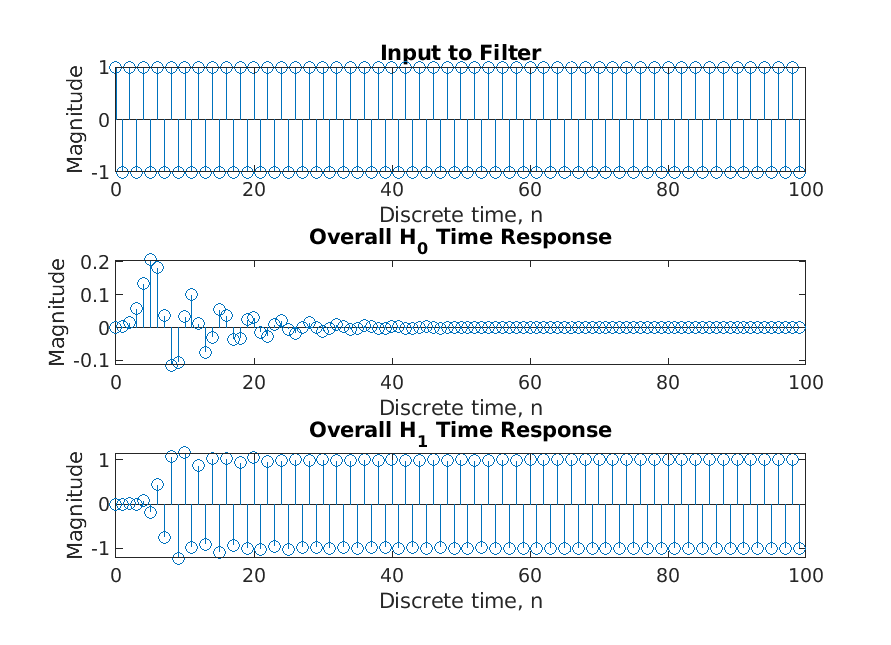 Input to Filter
Magnitude
1
0
-1
0 20 40 60 80 100
Discrete time, n
Overall H0 Time Response
Magnitude
0.2
0.1
0
-0.1
0 20 40 60 80 100
Discrete time, n
Overall H1 Time Response
Magnitude
1
0
-1
0 20 40 60 80 100
Discrete time, n